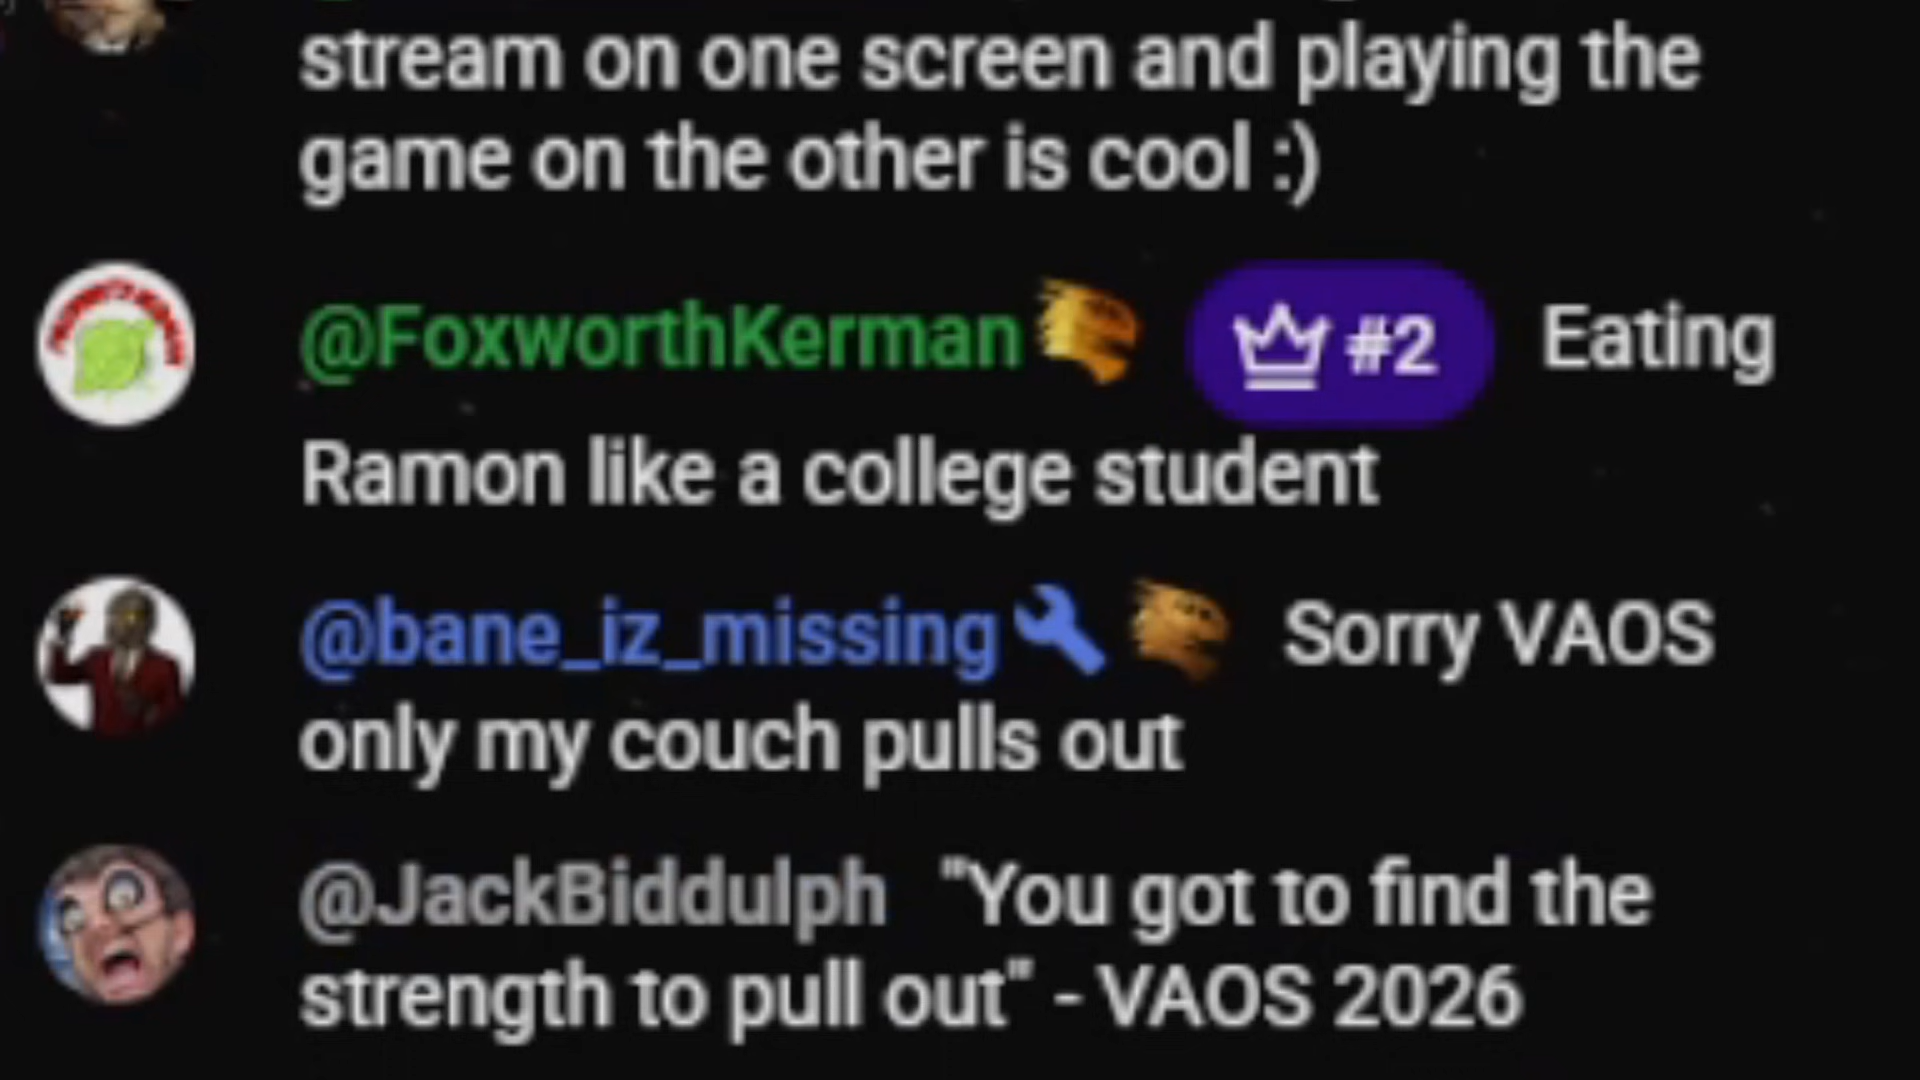 stream on one screen and playing the
game on the other is cool :)
@FoxworthKerman #2 Eating
Ramon like a college student
@bane_iz_missing Sorry VAOS
only my couch pulls out
@JackBiddulph "You got to find the
strength to pull out" - VAOS 2026